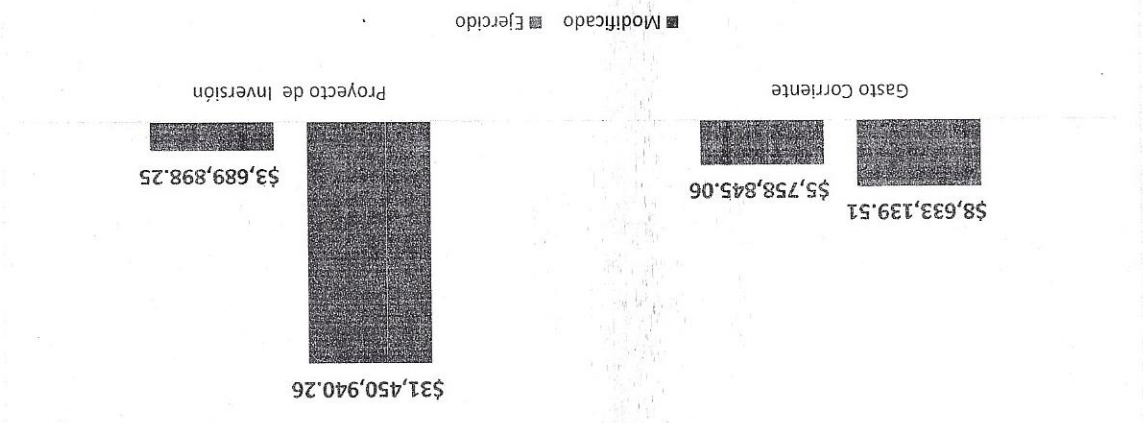 $31,450,940.26
$8,633,139.51
$5,758,845.06
$3,689,898.25
Gasto Corriente
Proyecto de Inversión
Modificado Ejercido